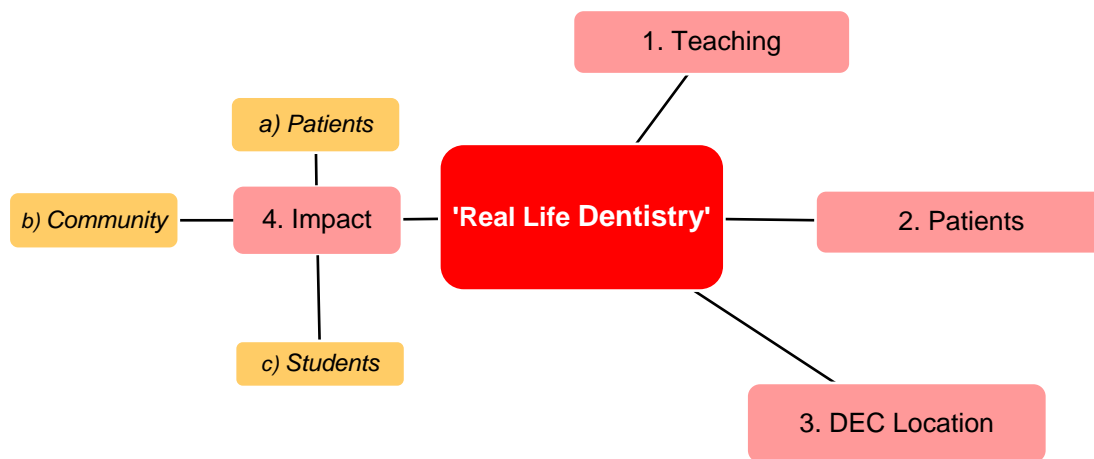 1. Teaching
a) Patients
'Real Life Dentistry'
b) Community
4. Impact
2. Patients
c) Students
3. DEC Location